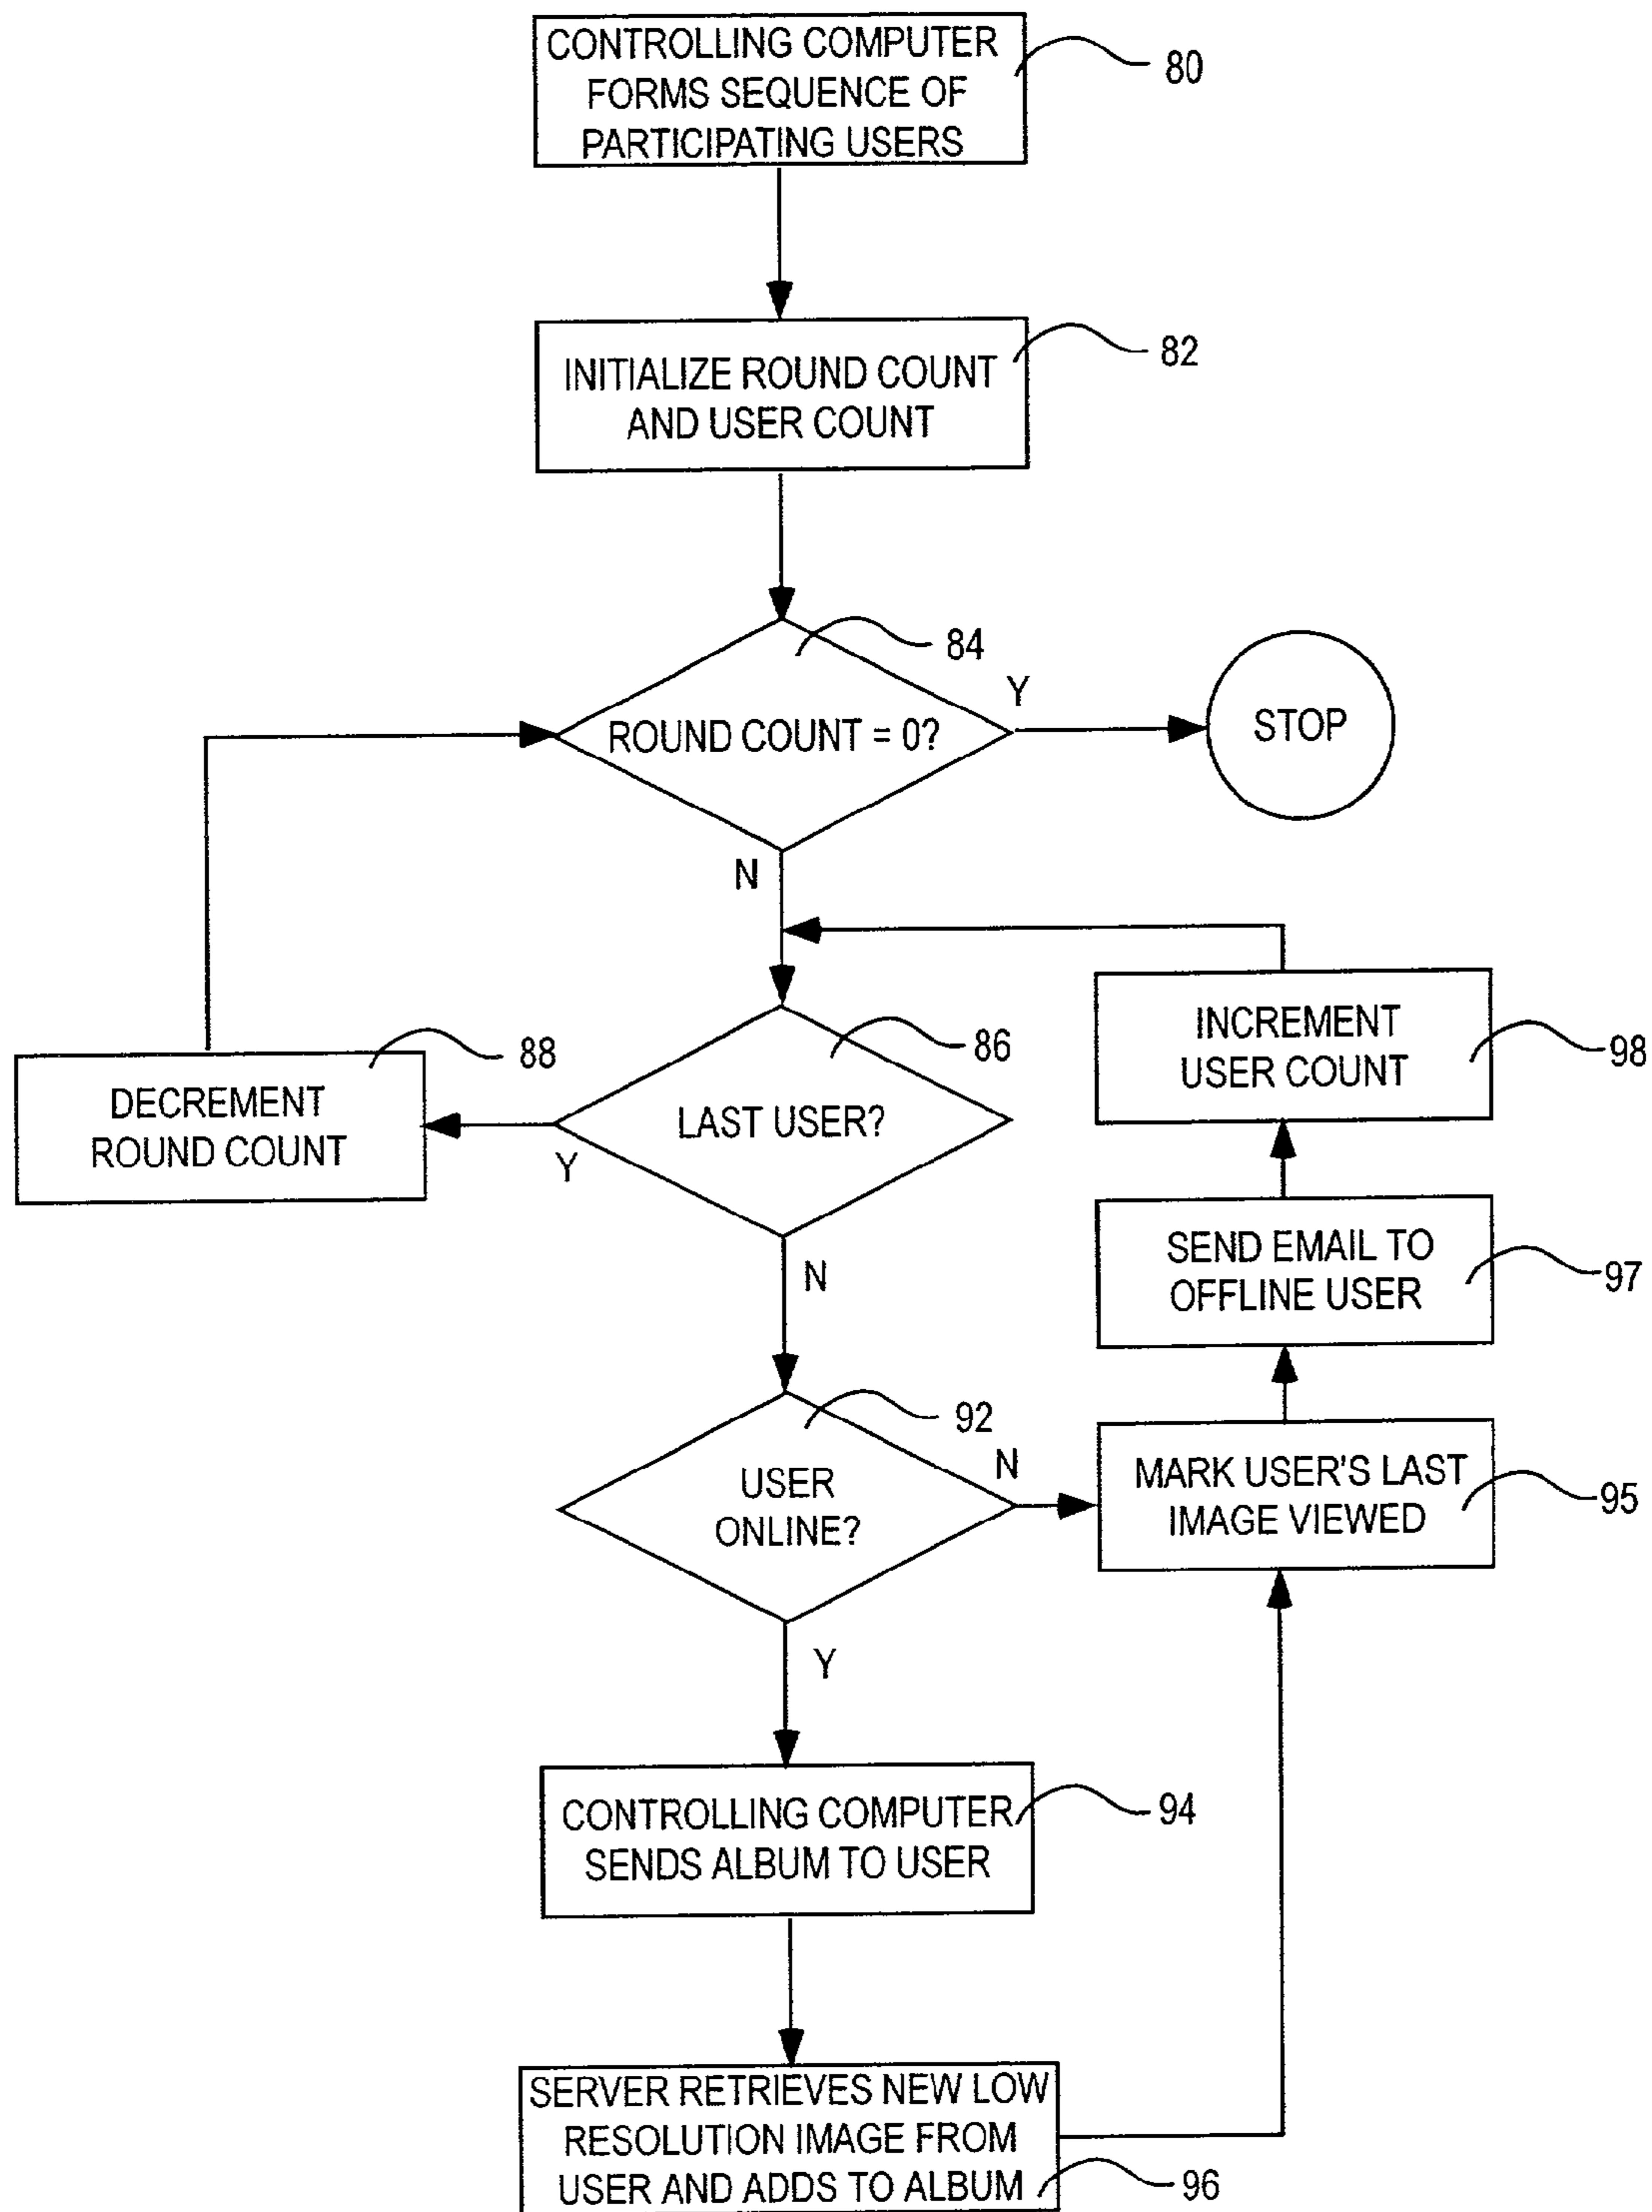 CONTROLLING COMPUTER
FORMS SEQUENCE OF
PARTICIPATING USERS
80
INITIALIZE ROUND COUNT
AND USER COUNT
82
84
ROUND COUNT = 0?
Y
STOP
N
DECREMENT
ROUND COUNT
88
86
LAST USER?
Y
N
INCREMENT
USER COUNT
98
SEND EMAIL TO
OFFLINE USER
97
92
USER
ONLINE?
N
Y
MARK USER'S LAST
IMAGE VIEWED
95
CONTROLLING COMPUTER
SENDS ALBUM TO USER
94
SERVER RETRIEVES NEW LOW
RESOLUTION IMAGE FROM
USER AND ADDS TO ALBUM
96